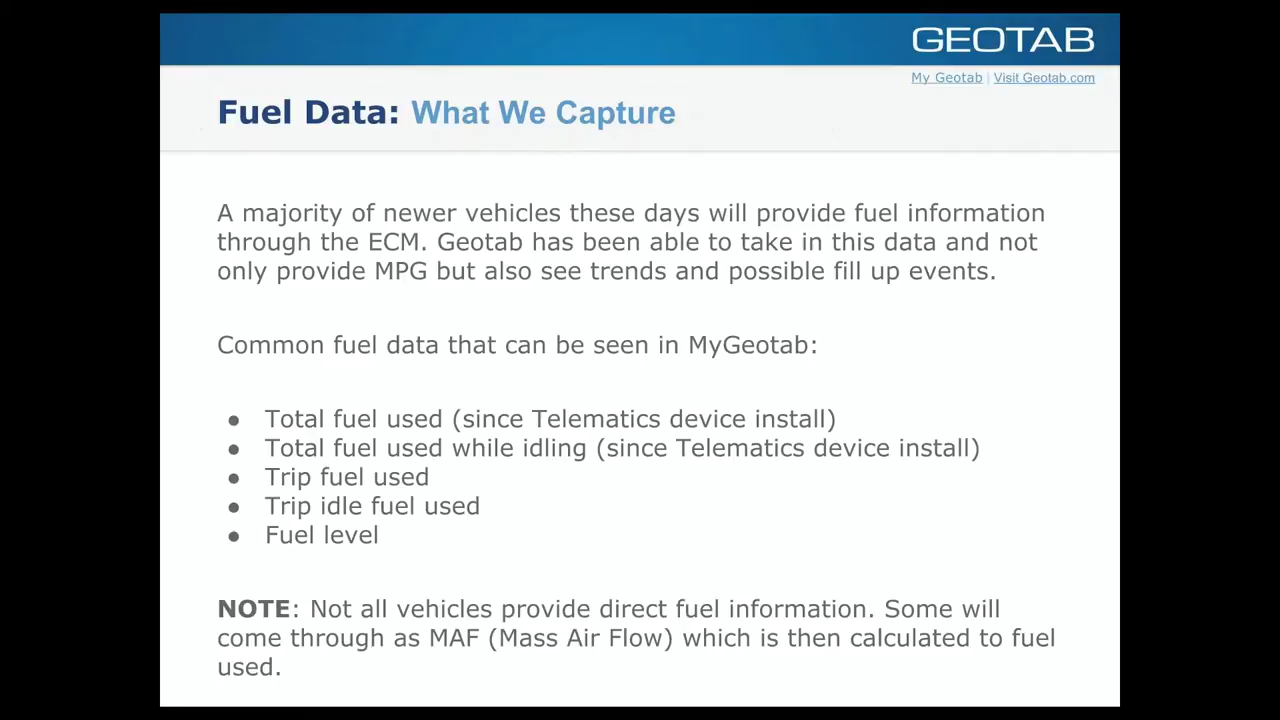 GEOTAB
My Geotab | Visit Geotab.com
Fuel Data: What We Capture
A majority of newer vehicles these days will provide fuel information
through the ECM. Geotab has been able to take in this data and not
only provide MPG but also see trends and possible fill up events.
Common fuel data that can be seen in MyGeotab:
● Total fuel used (since Telematics device install)
● Total fuel used while idling (since Telematics device install)
● Trip fuel used
● Trip idle fuel used
● Fuel level
NOTE: Not all vehicles provide direct fuel information. Some will
come through as MAF (Mass Air Flow) which is then calculated to fuel
used.